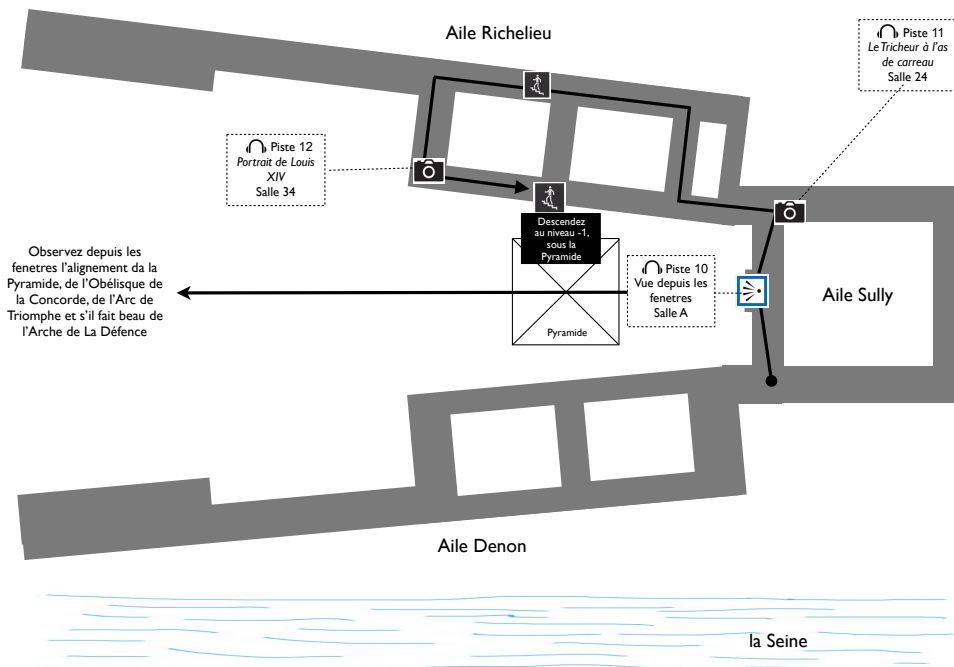 Aile Richelieu
Piste 11
Le Tricheur à l'as
de carreau
Salle 24
Piste 12
Portrait de Louis
XIV
Salle 34
Descendez
au niveau -1,
sous la
Pyramide
Observez depuis les
fenetres l'alignement da la
Pyramide, de l'Obélisque de
la Concorde, de l'Arc de
Triomphe et s'il fait beau de
l'Arche de La Défence
Piste 10
Vue depuis les
fenetres
Salle A
Aile Sully
Pyramide
Aile Denon
la Seine